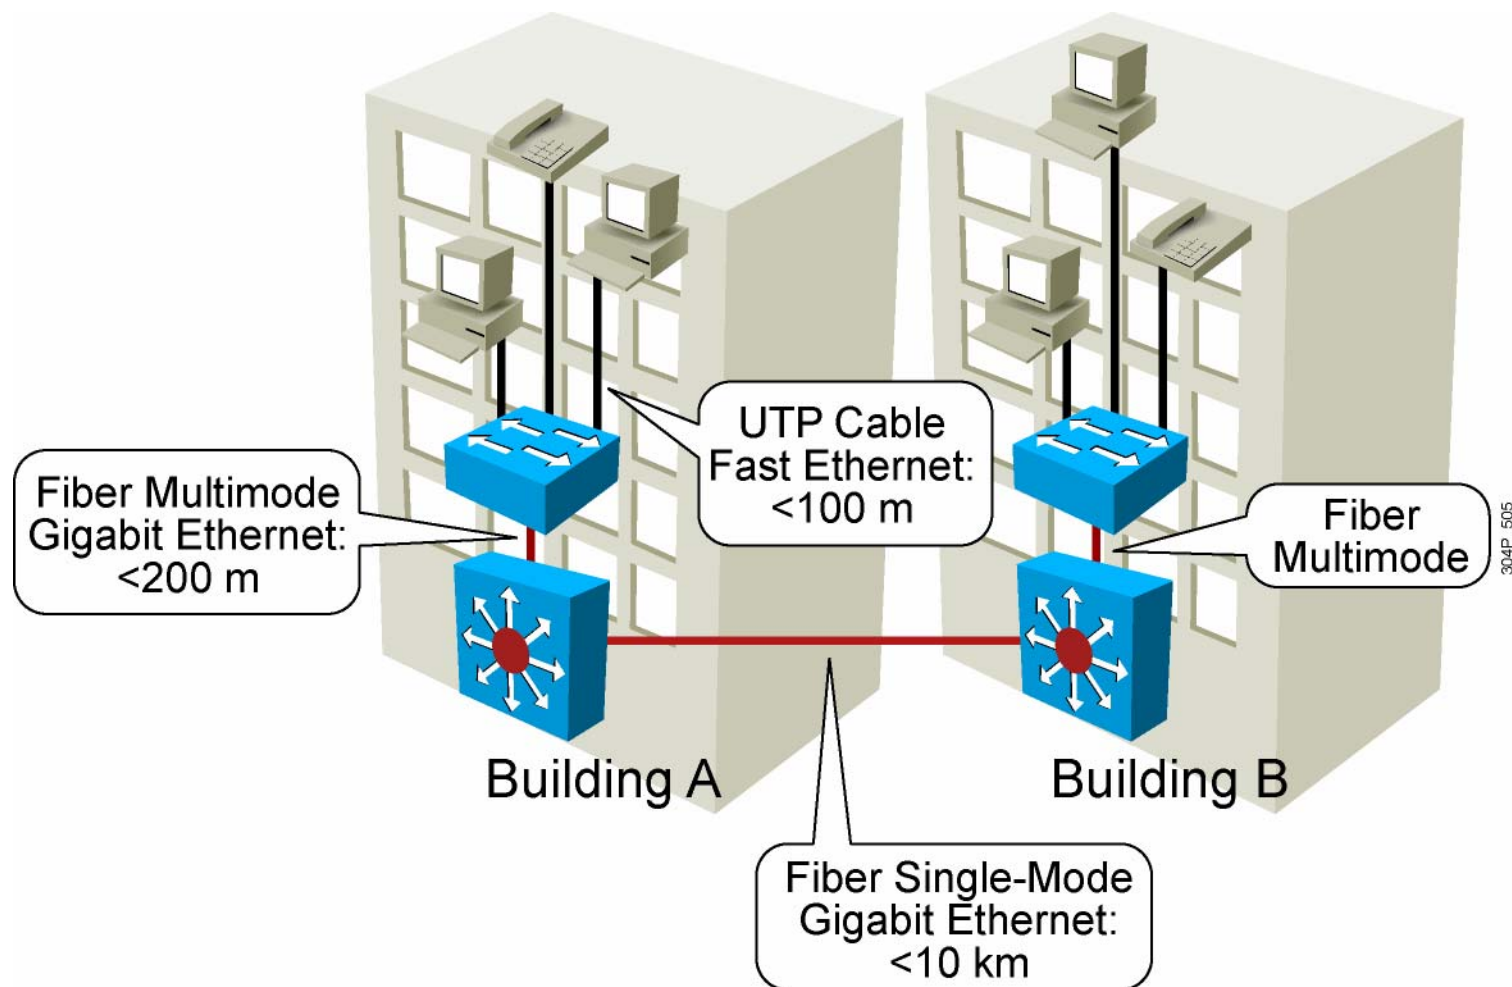 UTP Cable
Fast Ethernet:
<100 m
Fiber Multimode
Gigabit Ethernet:
<200 m
Fiber
Multimode
304P_505
Building A
Building B
Fiber Single-Mode
Gigabit Ethernet:
<10 km